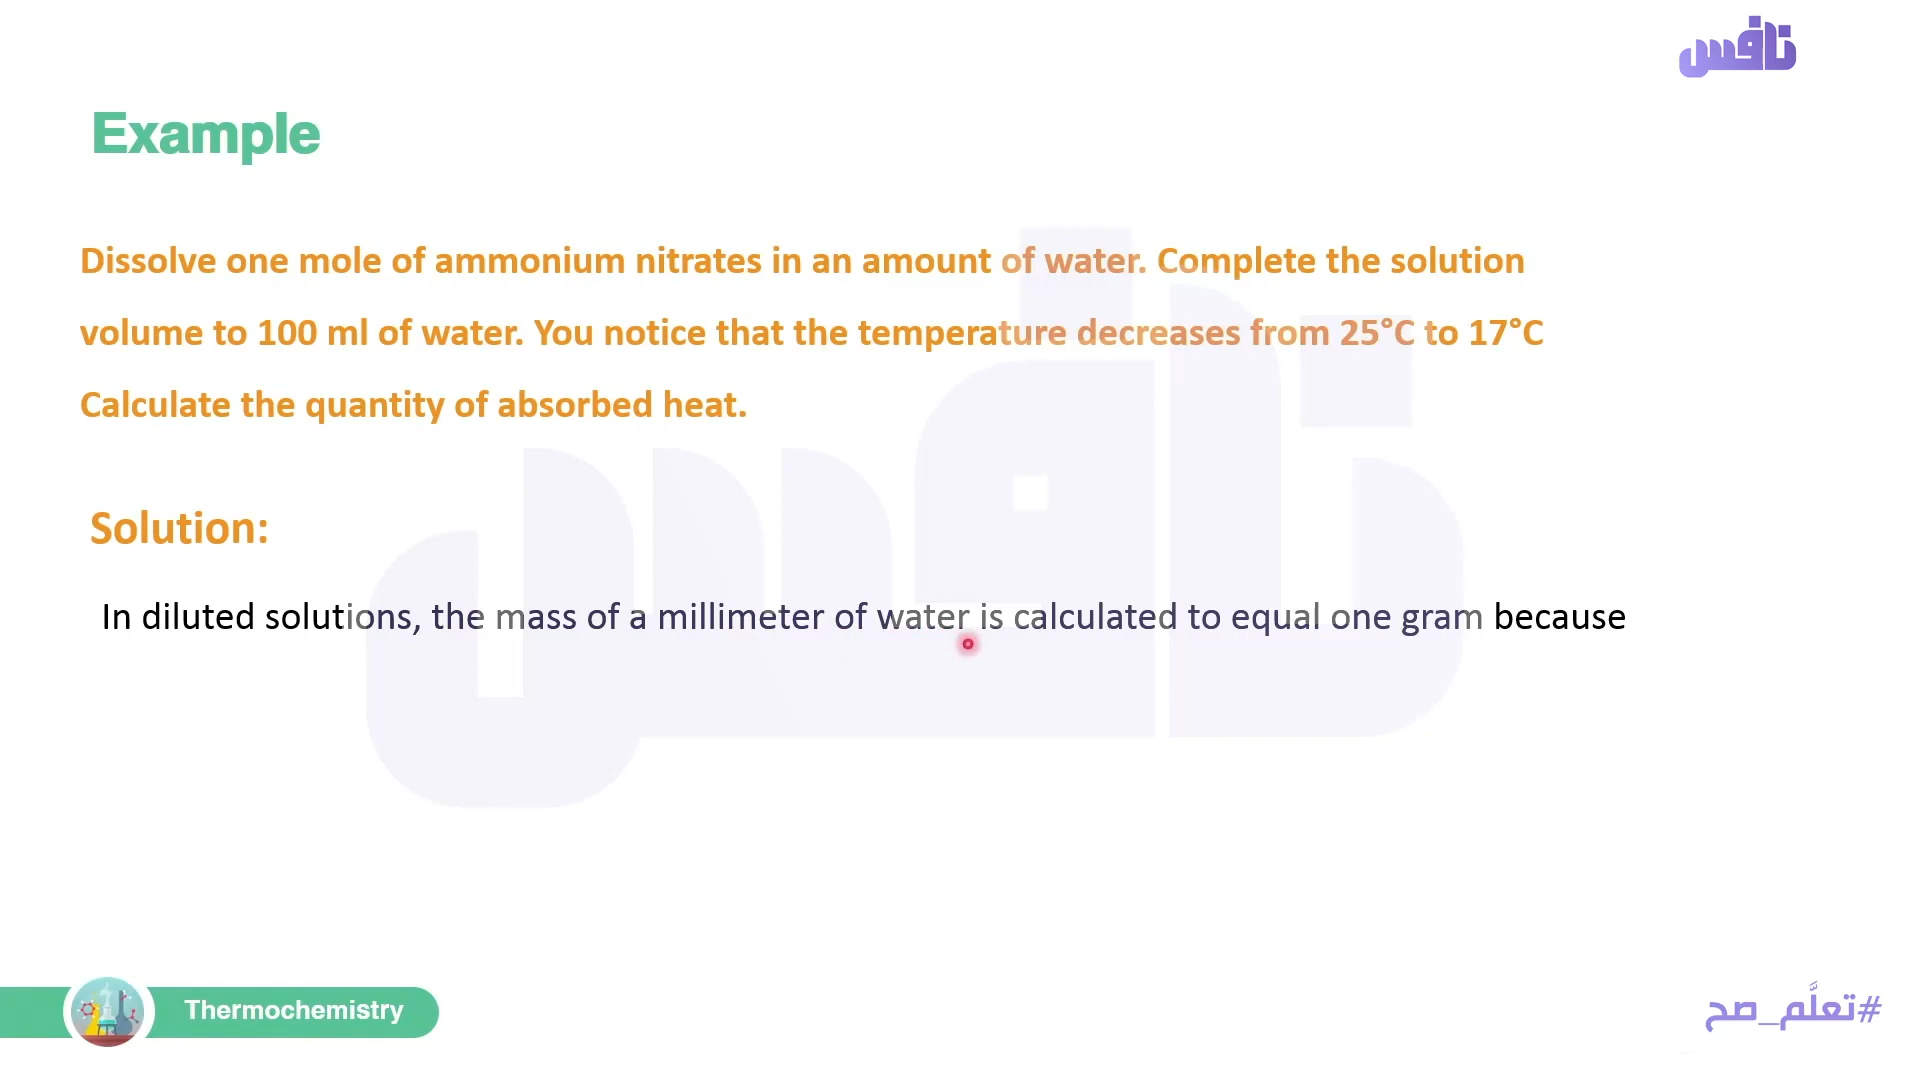 نافس
Example
Dissolve one mole of ammonium nitrates in an amount of water. Complete the solution
volume to 100 ml of water. You notice that the temperature decreases from 25°C to 17°C
Calculate the quantity of absorbed heat.
Solution:
In diluted solutions, the mass of a millimeter of water is calculated to equal one gram because
Thermochemistry
#تعلَّم_صح